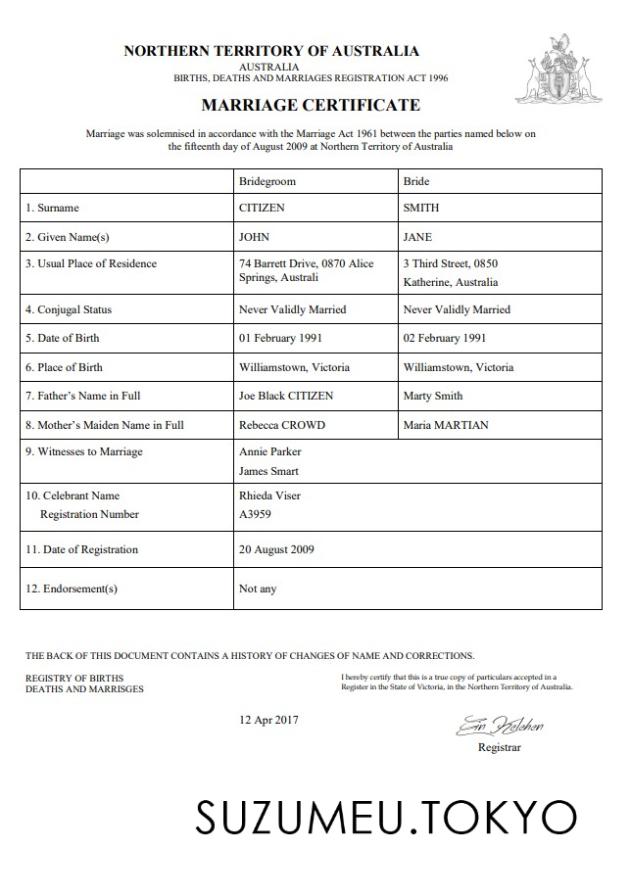 NORTHERN TERRITORY OF AUSTRALIA
AUSTRALIA
BIRTHS, DEATHS AND MARRIAGES REGISTRATION ACT 1996
MARRIAGE CERTIFICATE
Marriage was solemnised in accordance with the Marriage Act 1961 between the parties named below on
the fifteenth day of August 2009 at Northern Territory of Australia
Bridegroom Bride
1. Surname CITIZEN SMITH
2. Given Name(s) JOHN JANE
3. Usual Place of Residence 74 Barrett Drive, 0870 Alice 3 Third Street, 0850
Springs, Australi Katherine, Australia
4. Conjugal Status Never Validly Married Never Validly Married
5. Date of Birth 01 February 1991 02 February 1991
6. Place of Birth Williamstown, Victoria Williamstown, Victoria
7. Father's Name in Full Joe Black CITIZEN Marty Smith
8. Mother's Maiden Name in Full Rebecca CROWD Maria MARTIAN
9. Witnesses to Marriage Annie Parker
James Smart
10. Celebrant Name Rhieda Viser
Registration Number A3959
11. Date of Registration 20 August 2009
12. Endorsement(s) Not any
THE BACK OF THIS DOCUMENT CONTAINS A HISTORY OF CHANGES OF NAME AND CORRECTIONS.
REGISTRY OF BIRTHS I hereby certify that this is a true copy of particulars accepted in a
DEATHS AND MARRISGES Register in the State of Victoria, in the Northern Territory of Australia.
12 Apr 2017
Registrar
SUZUMEU.TOKYO